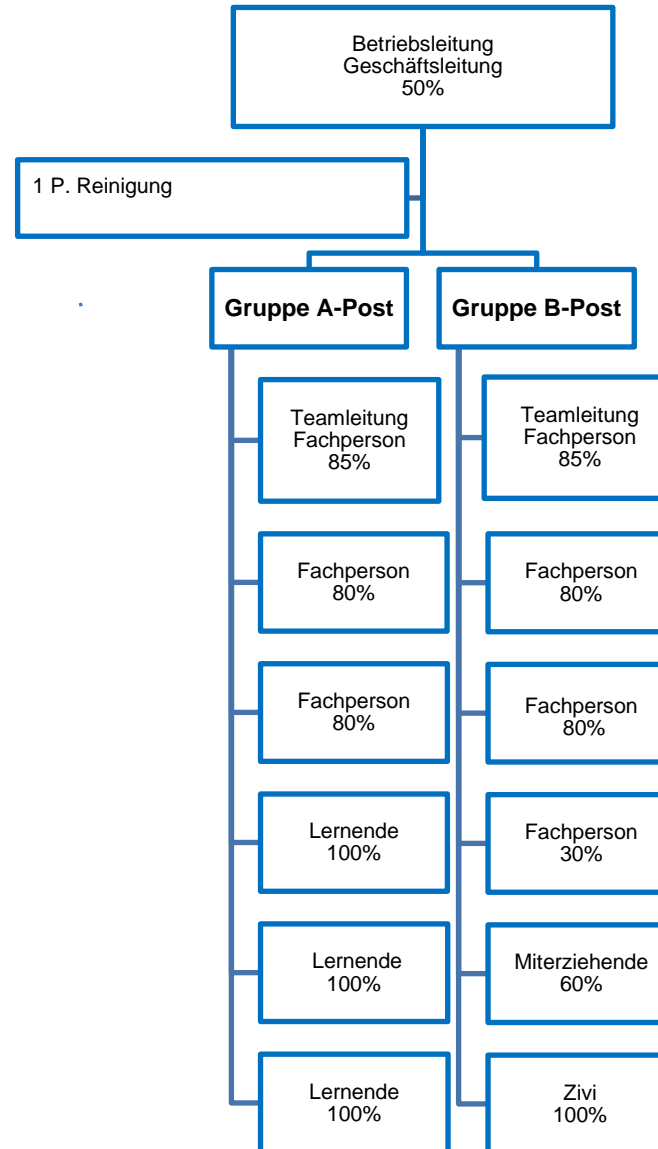 Betriebsleitung
Geschäftsleitung
50%
1 P. Reinigung
Gruppe A-Post
Gruppe B-Post
Teamleitung
Fachperson
85%
Teamleitung
Fachperson
85%
Fachperson
80%
Fachperson
80%
Fachperson
80%
Fachperson
80%
Lernende
100%
Fachperson
30%
Lernende
100%
Miterziehende
60%
Lernende
100%
Zivi
100%